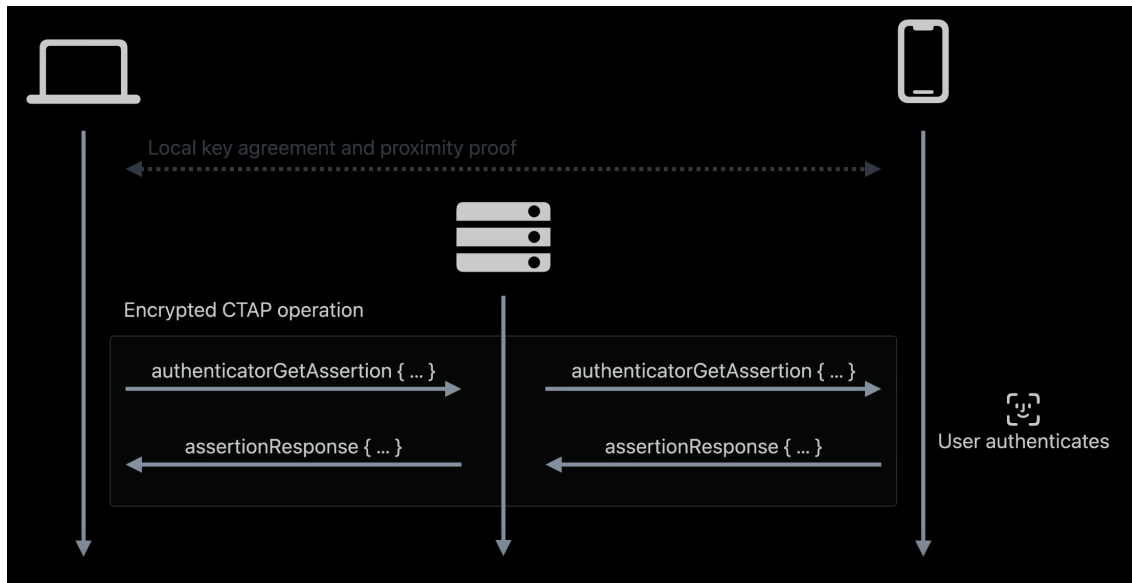 Local key agreement and proximity proof
Encrypted CTAP operation
authenticatorGetAssertion { ... }
authenticatorGetAssertion { ... }
assertionResponse { ... }
assertionResponse { ... }
User authenticates